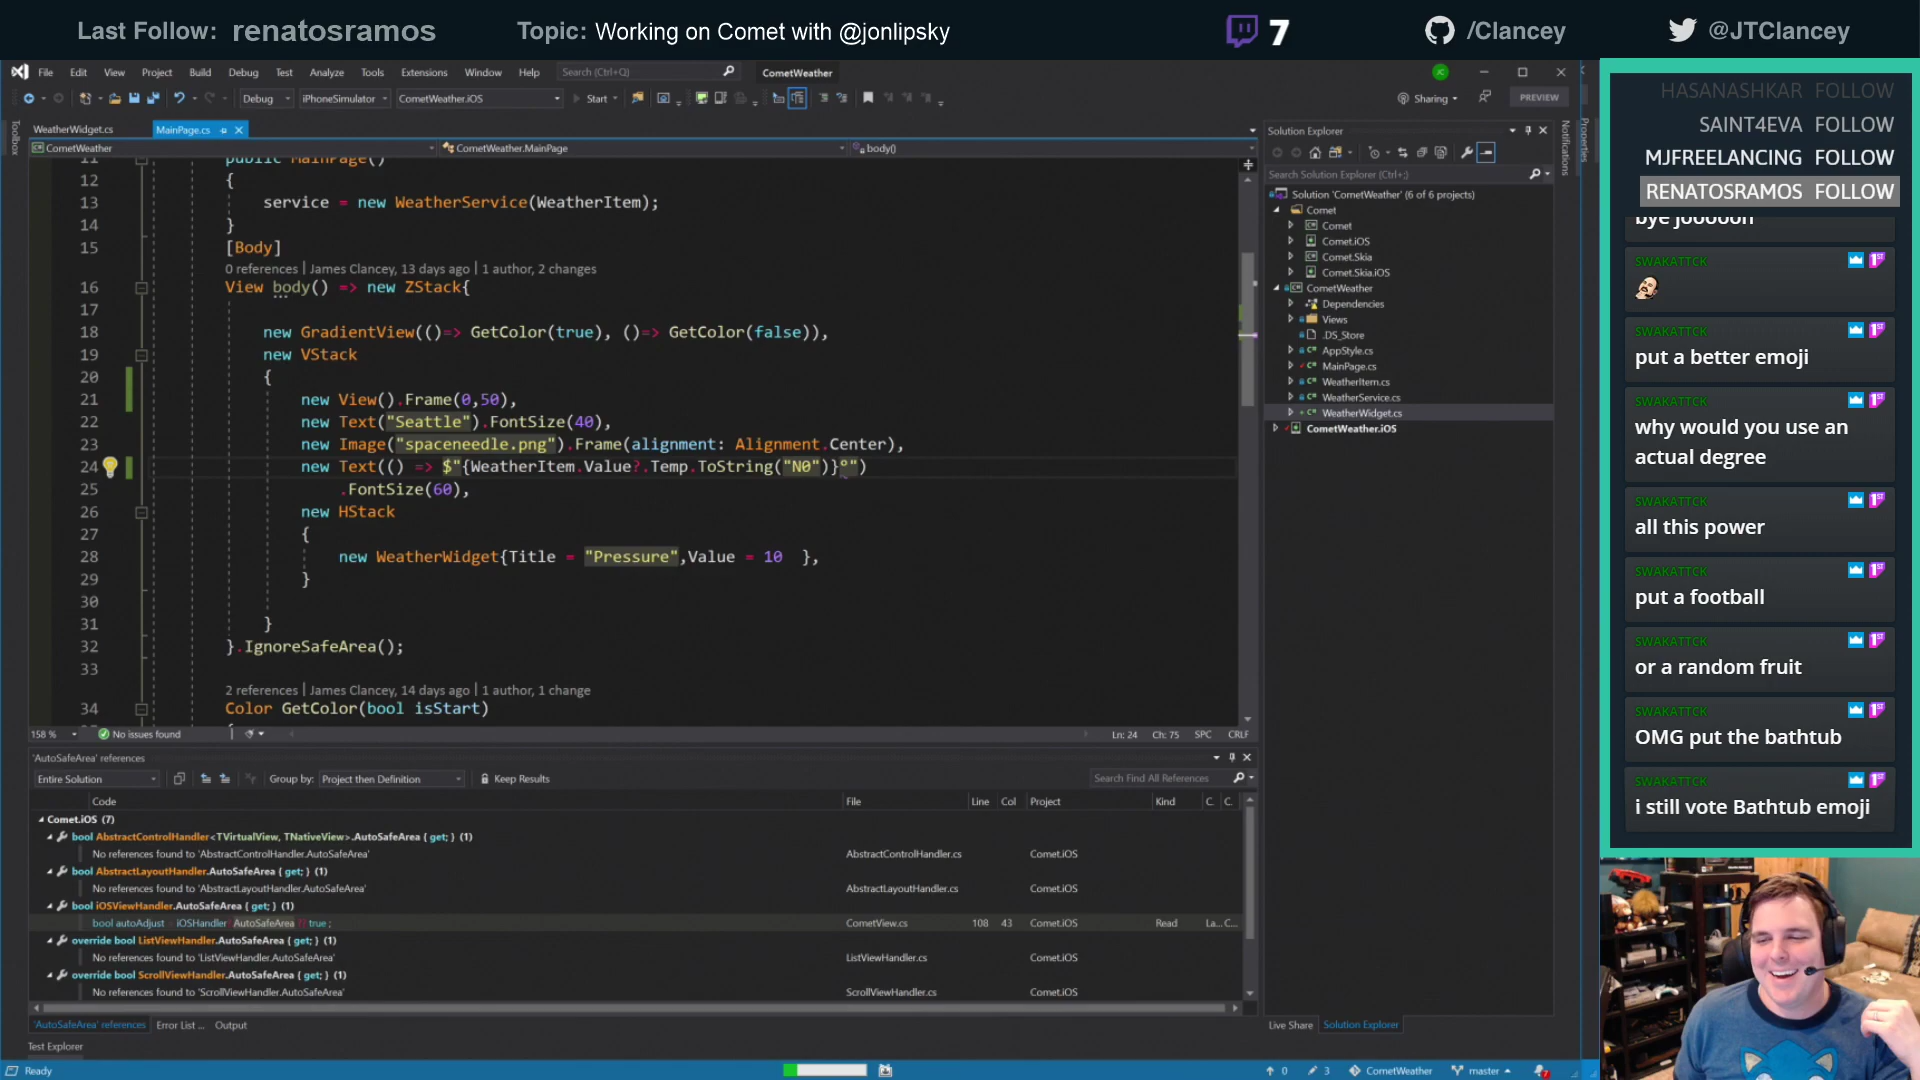 Last Follow: renatosramos
Topic: Working on Comet with @jonlipsky
7
/Clancey
@JTClancey
File Edit View Project Build Debug Test Analyze Tools Extensions Window Help
Search (Ctrl+Q)
CometWeather
JC
Debug
iPhoneSimulator
CometWeather.iOS
Start
Sharing
PREVIEW
Toolbox
WeatherWidget.cs
MainPage.cs
CometWeather
CometWeather.MainPage
body()
11 public MainPage()
12 {
13 service = new WeatherService(WeatherItem);
14 }
15 [Body]
0 references | James Clancey, 13 days ago | 1 author, 2 changes
16 View body() => new ZStack{
17
18 new GradientView(()=> GetColor(true), ()=> GetColor(false)),
19 new VStack
20 {
21 new View().Frame(0,50),
22 new Text("Seattle").FontSize(40),
23 new Image("spaceneedle.png").Frame(alignment: Alignment.Center),
24 new Text(() => $"{WeatherItem.Value?.Temp.ToString("N0")}°")
25 .FontSize(60),
26 new HStack
27 {
28 new WeatherWidget{Title = "Pressure",Value = 10 },
29 }
30
31 }
32 }.IgnoreSafeArea();
33
2 references | James Clancey, 14 days ago | 1 author, 1 change
34 Color GetColor(bool isStart)
158 %
No issues found
Ln: 24 Ch: 75 SPC CRLF
'AutoSafeArea' references
Entire Solution
Group by: Project then Definition
Keep Results
Search Find All References
Code File Line Col Project Kind C. C.
Comet.iOS (7)
bool AbstractControlHandler<TVirtualView, TNativeView>.AutoSafeArea { get; } (1)
No references found to 'AbstractControlHandler.AutoSafeArea' AbstractControlHandler.cs Comet.iOS
bool AbstractLayoutHandler.AutoSafeArea { get; } (1)
No references found to 'AbstractLayoutHandler.AutoSafeArea' AbstractLayoutHandler.cs Comet.iOS
bool iOSViewHandler.AutoSafeArea { get; } (1)
bool autoAdjust = iOSHandler?.AutoSafeArea ?? true ; CometView.cs 108 43 Comet.iOS Read La... C...
override bool ListViewHandler.AutoSafeArea { get; } (1)
No references found to 'ListViewHandler.AutoSafeArea' ListViewHandler.cs Comet.iOS
override bool ScrollViewHandler.AutoSafeArea { get; } (1)
No references found to 'ScrollViewHandler.AutoSafeArea' ScrollViewHandler.cs Comet.iOS
'AutoSafeArea' references Error List ... Output
Test Explorer
Ready
Solution Explorer
Search Solution Explorer (Ctrl+;)
Solution 'CometWeather' (6 of 6 projects)
Comet
Comet
Comet.iOS
Comet.Skia
Comet.Skia.iOS
CometWeather
Dependencies
Views
.DS_Store
AppStyle.cs
MainPage.cs
WeatherItem.cs
WeatherService.cs
WeatherWidget.cs
CometWeather.iOS
Live Share Solution Explorer
0
3
CometWeather
master
Notifications
Properties
HASANASHKAR FOLLOW
SAINT4EVA FOLLOW
MJFREELANCING FOLLOW
RENATOSRAMOS FOLLOW
bye jooooon
SWAKATTCK
SWAKATTCK
put a better emoji
SWAKATTCK
why would you use an
actual degree
SWAKATTCK
all this power
SWAKATTCK
put a football
SWAKATTCK
or a random fruit
SWAKATTCK
OMG put the bathtub
SWAKATTCK
i still vote Bathtub emoji